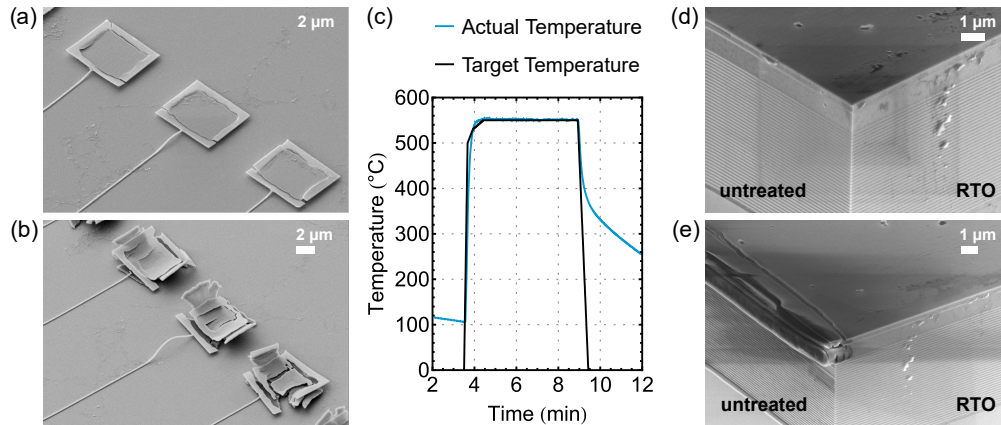 (a)
2 µm
(b)
2 µm
(c)
Actual Temperature
Target Temperature
600
500
400
300
200
100
0
Temperature (°C)
2
4
6
8
10
12
Time (min)
(d)
1 µm
untreated
RTO
(e)
1 µm
untreated
RTO